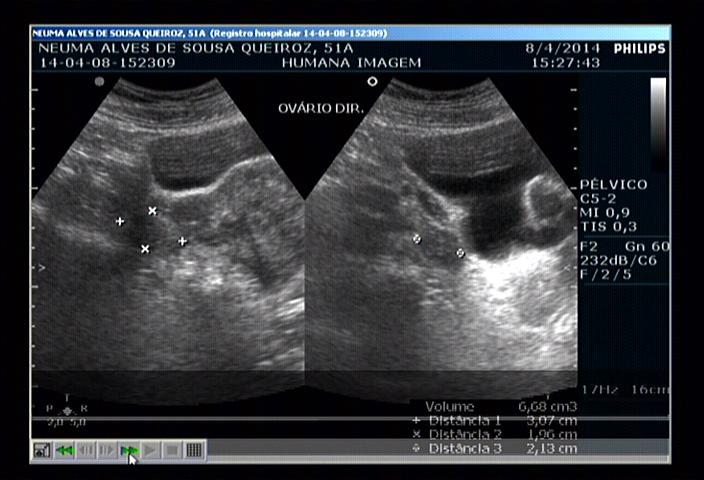 NEUMA ALVES DE SOUSA QUEIROZ, 51A (Registro hospitalar 14-04-08-152309)
NEUMA ALVES DE SOUSA QUEIROZ, 51A 8/4/2014 PHILIPS
14-04-08-152309 HUMANA IMAGEM 15:27:43
OVÁRIO DIR.
PÉLVICO
C5-2
MI 0,9
TIS 0,3
F2 Gn 60
232dB/C6
F/2/5
17Hz 16cm
P R
2,0 5,0
Volume 6,68 cm3
+ Distância 1 3,07 cm
× Distância 2 1,96 cm
Distância 3 2,13 cm